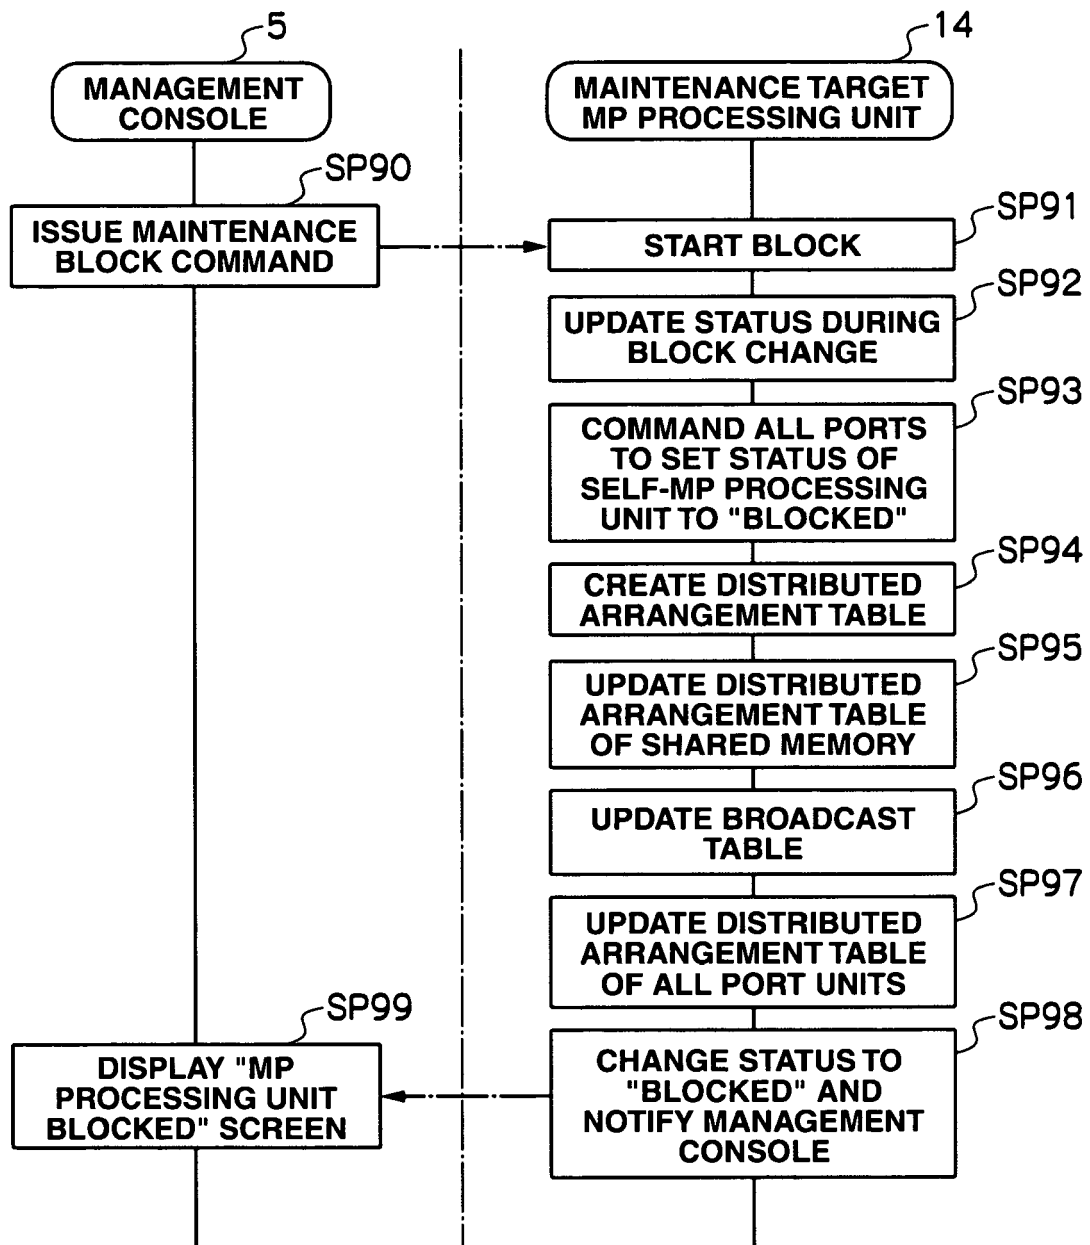 5
MANAGEMENT
CONSOLE
14
MAINTENANCE TARGET
MP PROCESSING UNIT
SP90
ISSUE MAINTENANCE
BLOCK COMMAND
SP91
START BLOCK
SP92
UPDATE STATUS DURING
BLOCK CHANGE
SP93
COMMAND ALL PORTS
TO SET STATUS OF
SELF-MP PROCESSING
UNIT TO "BLOCKED"
SP94
CREATE DISTRIBUTED
ARRANGEMENT TABLE
SP95
UPDATE DISTRIBUTED
ARRANGEMENT TABLE
OF SHARED MEMORY
SP96
UPDATE BROADCAST
TABLE
SP97
UPDATE DISTRIBUTED
ARRANGEMENT TABLE
OF ALL PORT UNITS
SP98
CHANGE STATUS TO
"BLOCKED" AND
NOTIFY MANAGEMENT
CONSOLE
SP99
DISPLAY "MP
PROCESSING UNIT
BLOCKED" SCREEN